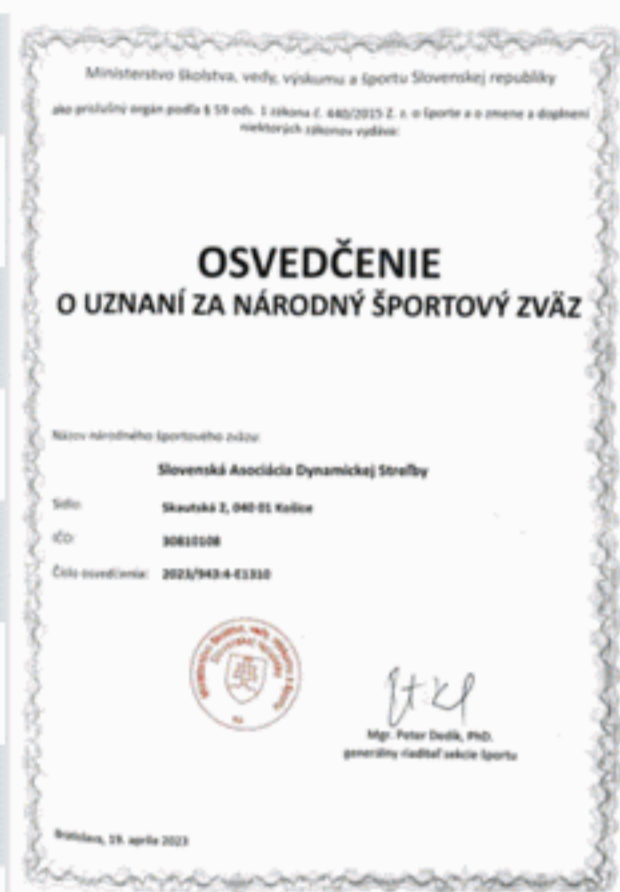 Ministerstvo školstva, vedy, výskumu a športu Slovenskej republiky
ako príslušný orgán podľa § 59 ods. 1 zákona č. 440/2015 Z. z. o športe a o zmene a doplnení
niektorých zákonov vydáva:
OSVEDČENIE
O UZNANÍ ZA NÁRODNÝ ŠPORTOVÝ ZVÄZ
Názov národného športového zväzu:
Slovenská Asociácia Dynamickej Streľby
Sídlo: Skautská 2, 040 01 Košice
IČO: 30810108
Číslo osvedčenia: 2023/9434:4-E1310
Mgr. Peter Dedík, PhD.
generálny riaditeľ sekcie športu
Bratislava, 19. apríla 2023